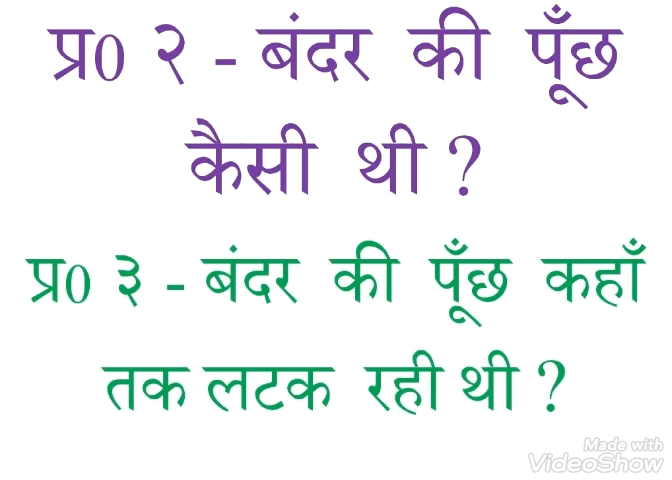 प्र0 २ - बंदर की पूँछ
कैसी थी ?
प्र0 ३ - बंदर की पूँछ कहाँ
तक लटक रही थी ?
Made with
VideoShow